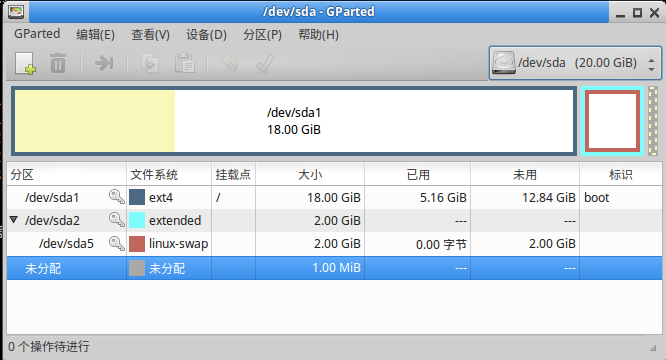 /dev/sda - GParted
GParted 编辑(E) 查看(V) 设备(D) 分区(P) 帮助(H)
/dev/sda (20.00 GiB)
/dev/sda1
18.00 GiB
分区 文件系统 挂载点 大小 已用 未用 标识
/dev/sda1 ext4 / 18.00 GiB 5.16 GiB 12.84 GiB boot
/dev/sda2 extended 2.00 GiB --- ---
/dev/sda5 linux-swap 2.00 GiB 0.00 字节 2.00 GiB
未分配 未分配 1.00 MiB --- ---
0 个操作待进行